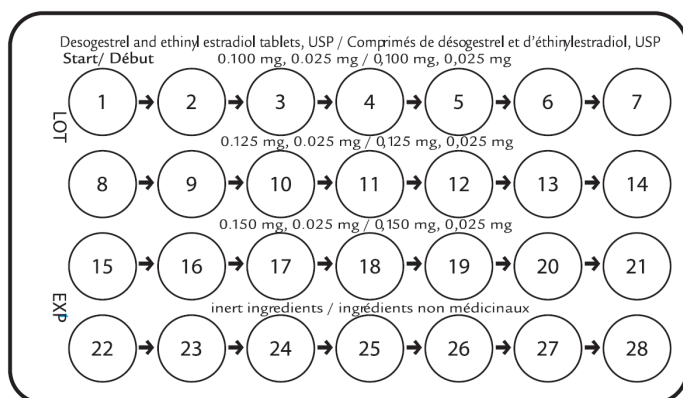 Desogestrel and ethinyl estradiol tablets, USP / Comprimés de désogestrel et d'éthinylestradiol, USP
Start/ Début
0.100 mg, 0.025 mg / 0,100 mg, 0,025 mg
1 2 3 4 5 6 7
LOT
0.125 mg, 0.025 mg / 0,125 mg, 0,025 mg
8 9 10 11 12 13 14
0.150 mg, 0.025 mg / 0,150 mg, 0,025 mg
15 16 17 18 19 20 21
EXP
inert ingredients / ingrédients non médicinaux
22 23 24 25 26 27 28